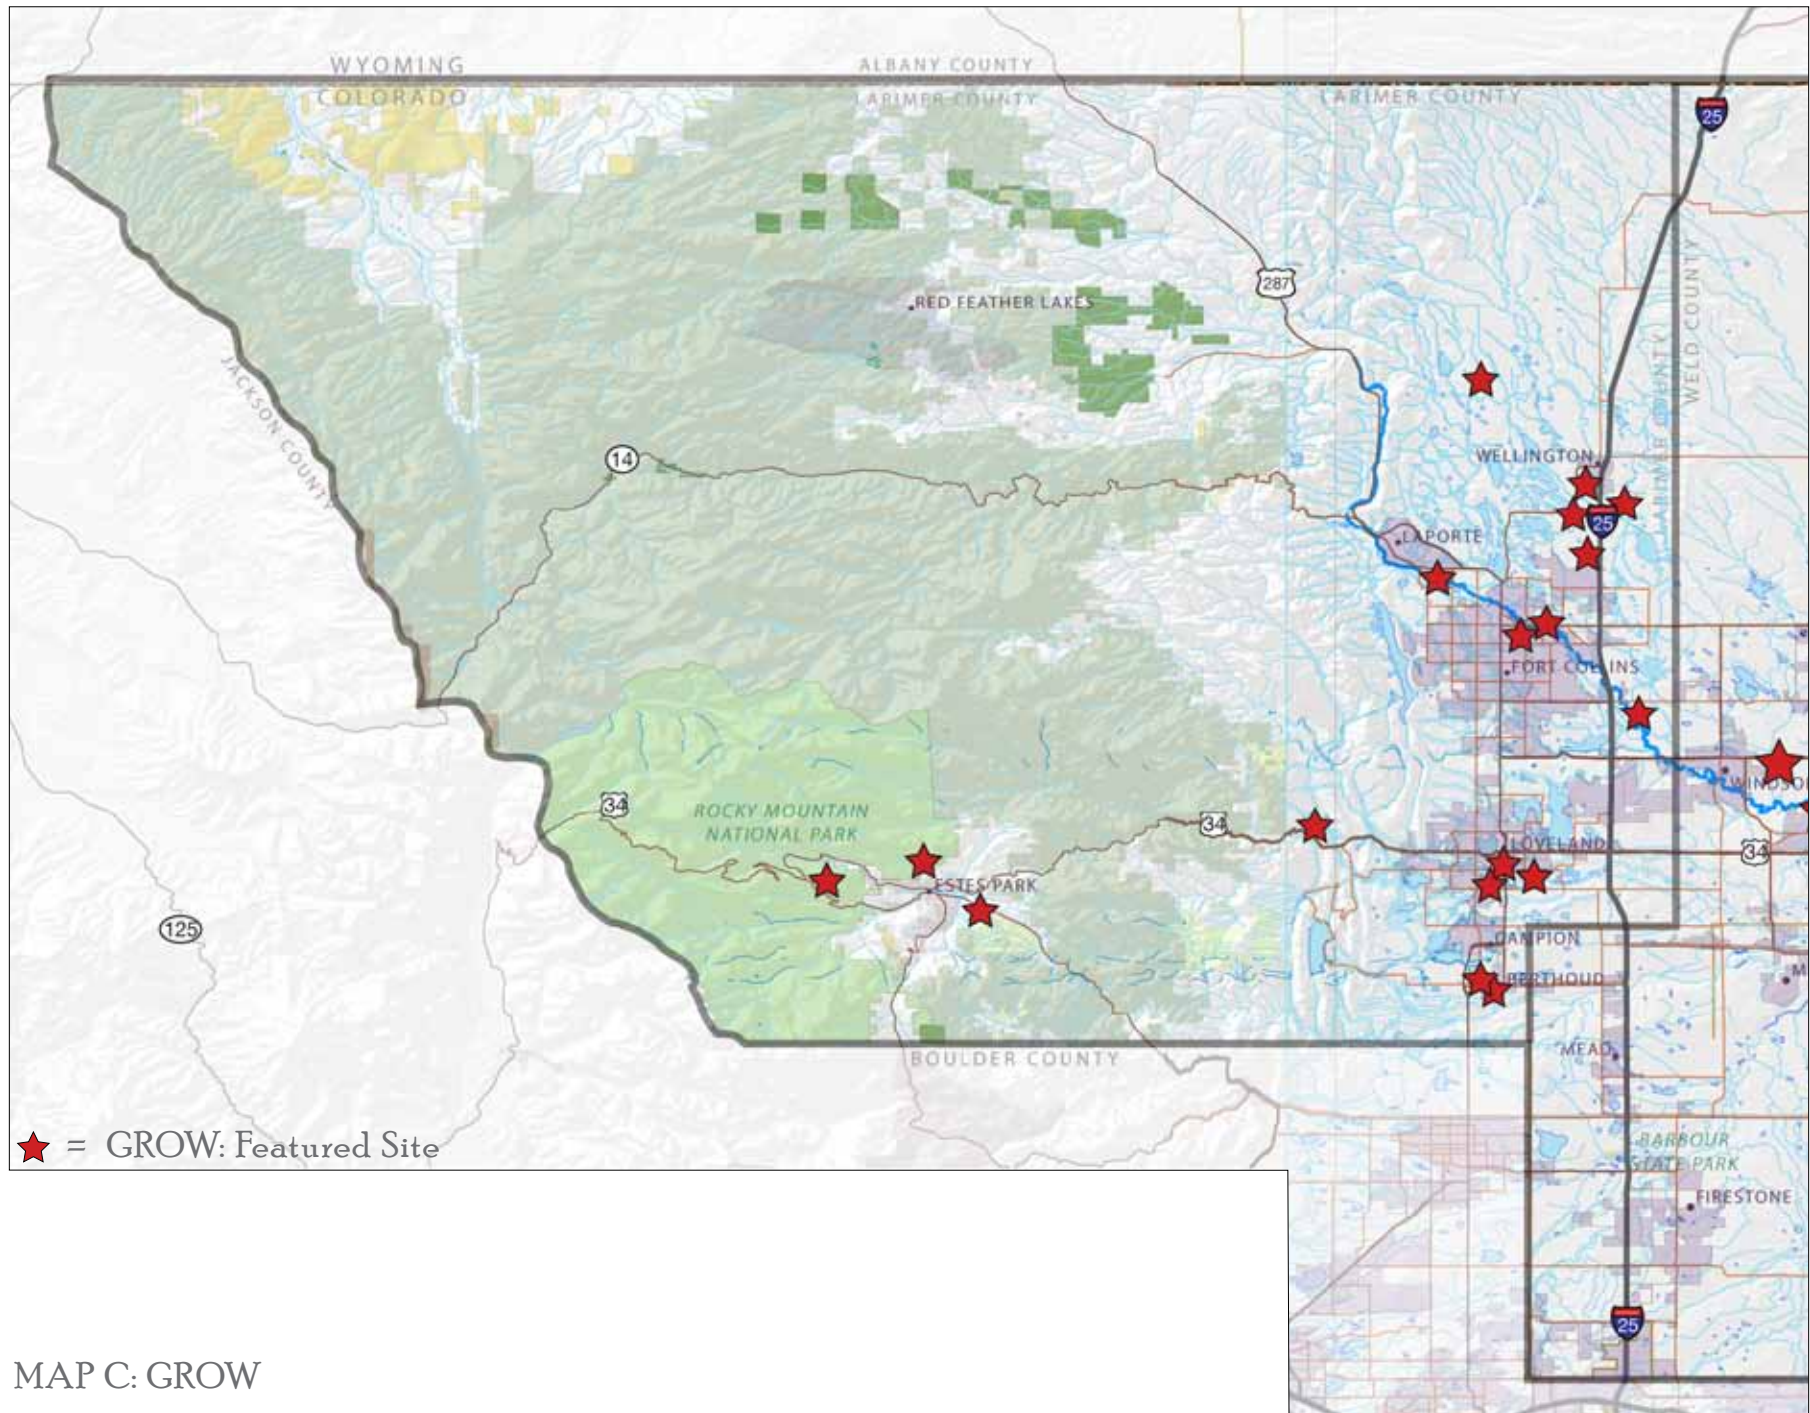 WYOMING
COLORADO
ALBANY COUNTY
LARIMER COUNTY
LARIMER COUNTY
25
287
RED FEATHER LAKES
WELD COUNTY
LARIMER COUNTY
JACKSON COUNTY
14
WELLINGTON
25
LAPORTE
FORT COLLINS
WINDSOR
34
ROCKY MOUNTAIN
NATIONAL PARK
34
LOVELAND
34
ESTES PARK
125
CAMPION
BERTHOUD
M
BOULDER COUNTY
MEAD
= GROW: Featured Site
BARBOUR
STATE PARK
FIRESTONE
25
MAP C: GROW